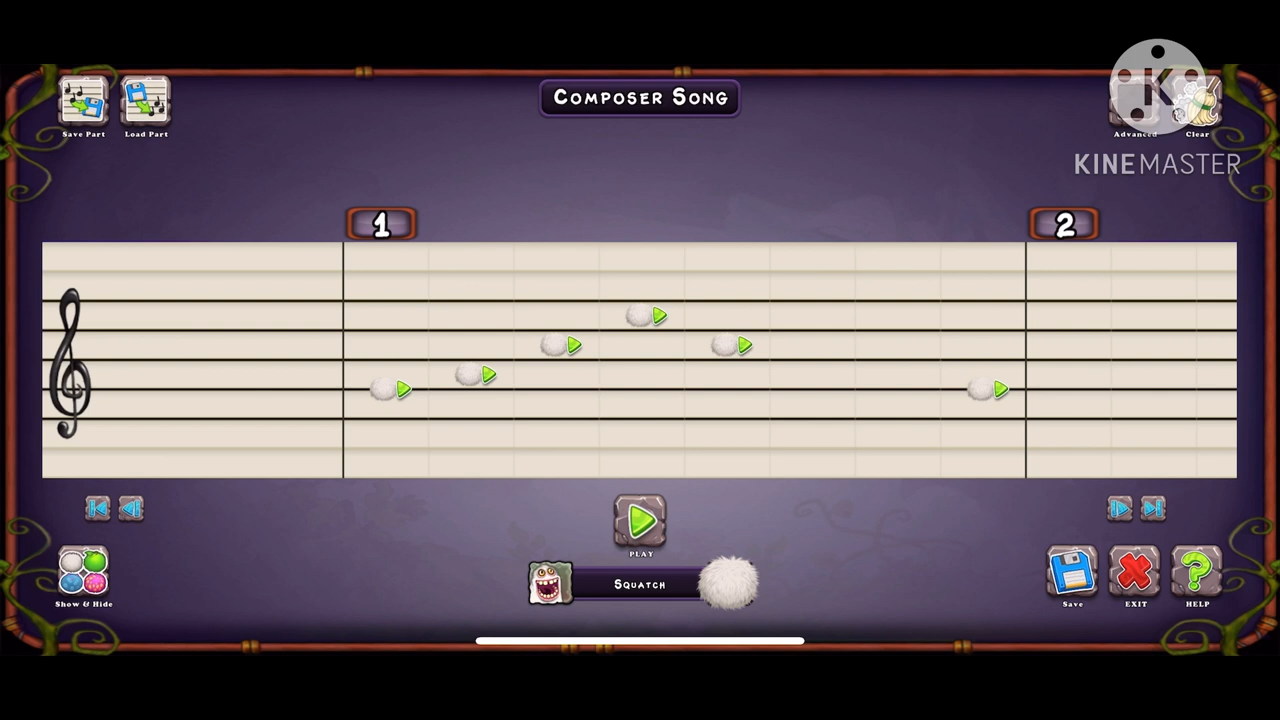 Composer Song
Save Part
Load Part
Advanced
Clear
K
KINEMASTER
1
2
PLAY
Squatch
Show & Hide
Save
EXIT
HELP